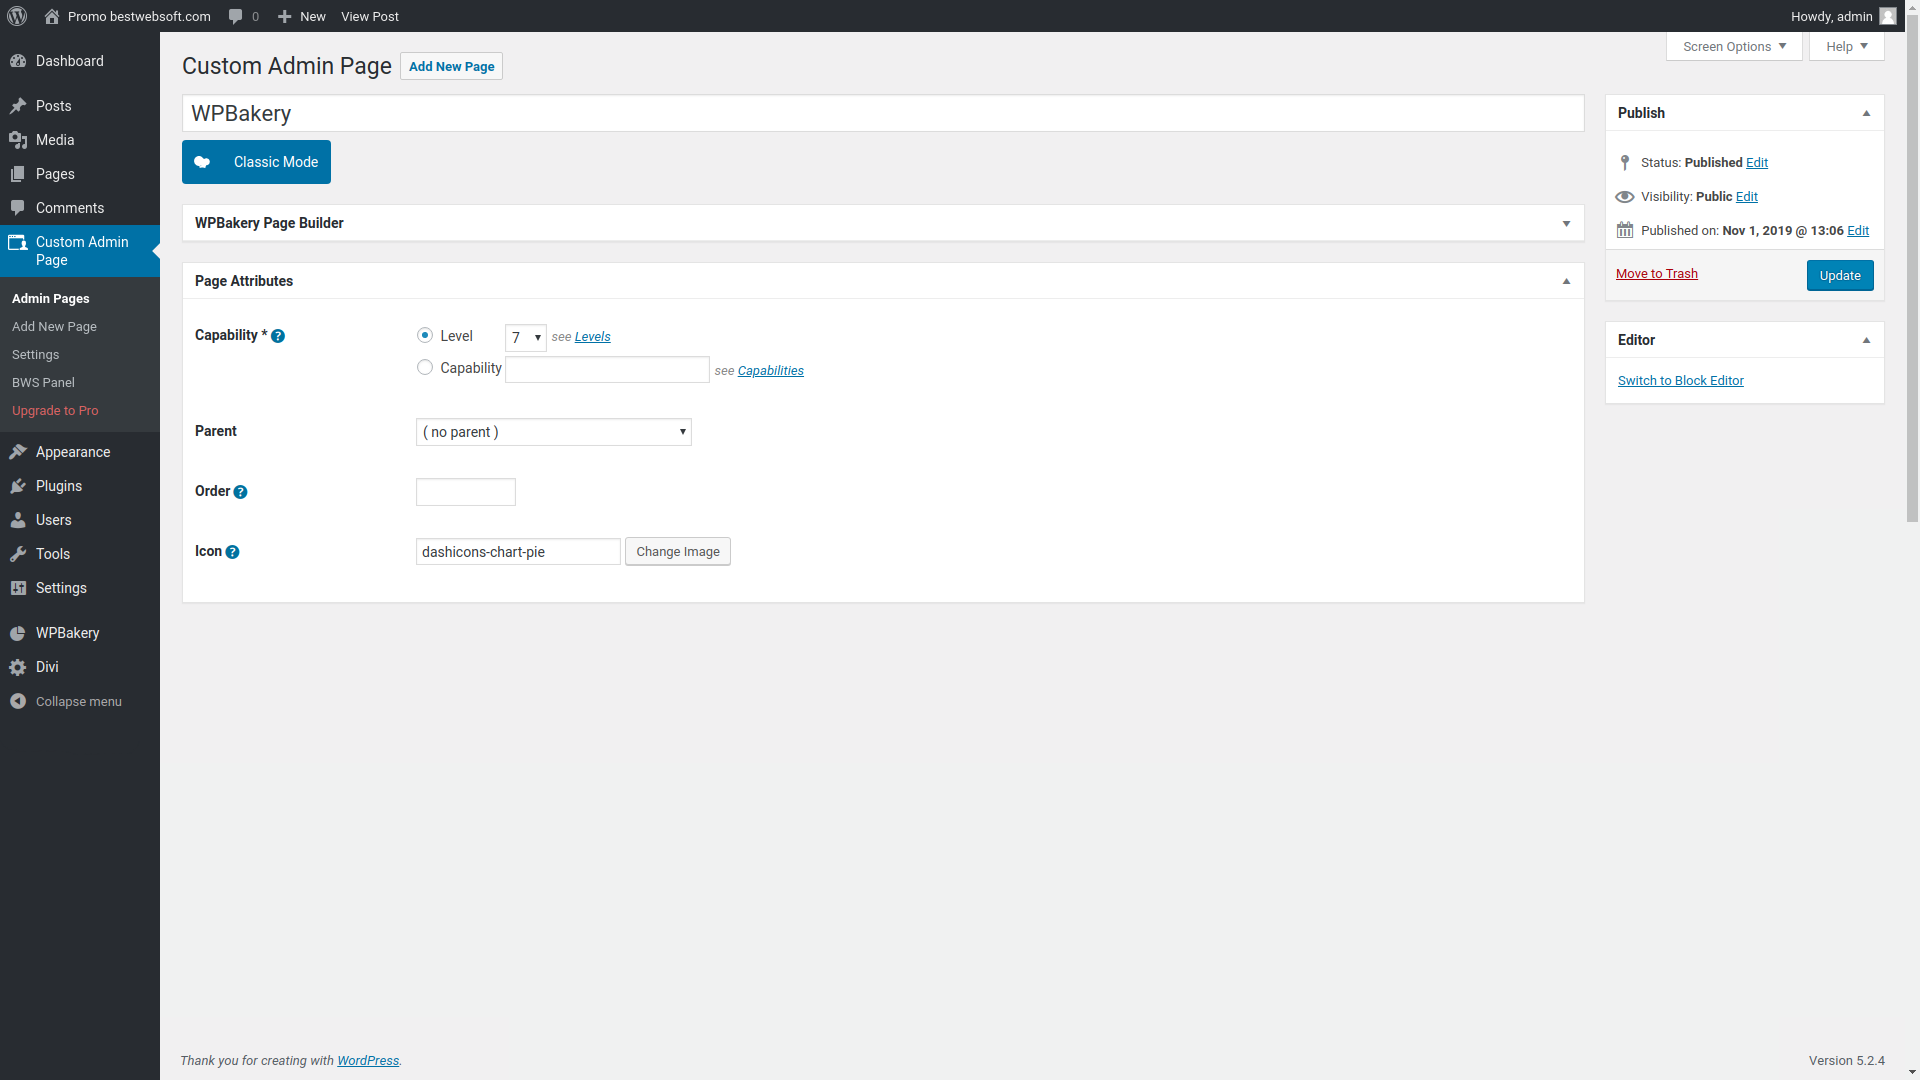 Promo bestwebsoft.com 0 New View Post Howdy, admin
Screen Options Help
Dashboard
Posts
Media
Pages
Comments
Custom Admin
Page
Admin Pages
Add New Page
Settings
BWS Panel
Upgrade to Pro
Appearance
Plugins
Users
Tools
Settings
WPBakery
Divi
Collapse menu
Custom Admin Page Add New Page
WPBakery
Classic Mode
WPBakery Page Builder
Page Attributes
Capability * ? Level 7 see Levels
Capability see Capabilities
Parent ( no parent )
Order ?
Icon ? dashicons-chart-pie Change Image
Publish
Status: Published Edit
Visibility: Public Edit
Published on: Nov 1, 2019 @ 13:06 Edit
Move to Trash Update
Editor
Switch to Block Editor
Thank you for creating with WordPress. Version 5.2.4